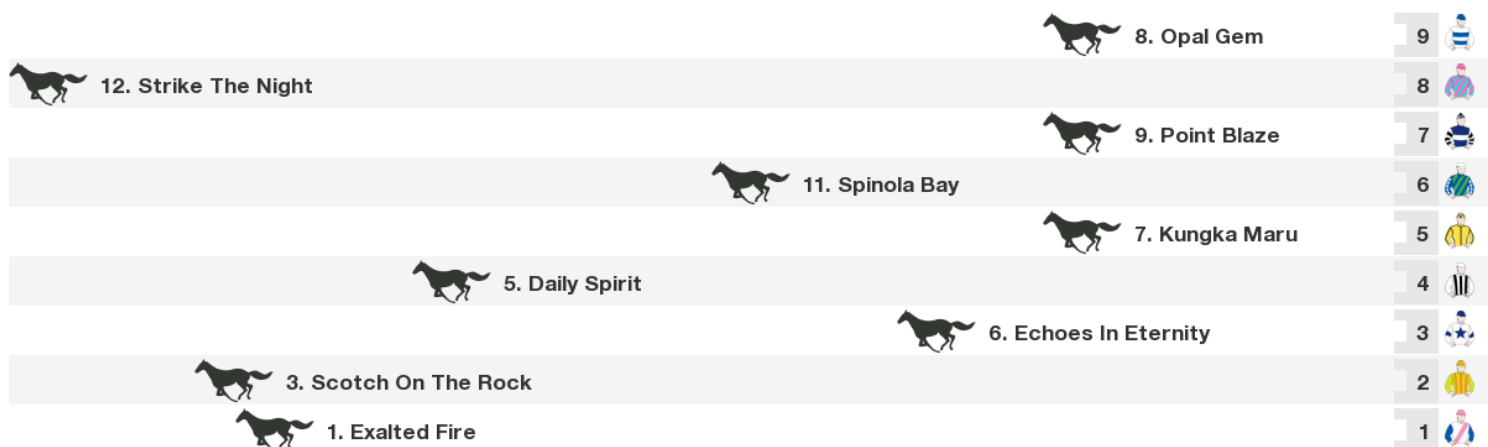 8. Opal Gem 9
12. Strike The Night 8
9. Point Blaze 7
11. Spinola Bay 6
7. Kungka Maru 5
5. Daily Spirit 4
6. Echoes In Eternity 3
3. Scotch On The Rock 2
1. Exalted Fire 1